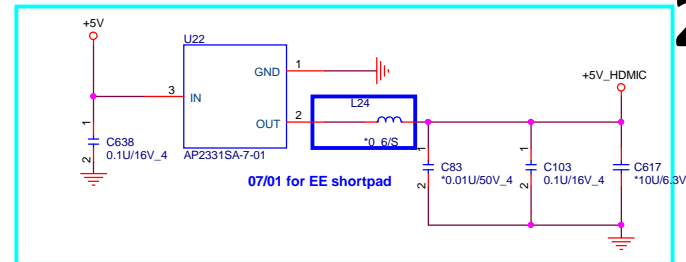 +5V
U22
+5V_HDMIC
GND
1
3
IN
L24
OUT
2
*0_6/S
1
C638
0.1U/16V_4
2
AP2331SA-7-01
07/01 for EE shortpad
1
C83
*0.01U/50V_4
2
1
C103
0.1U/16V_4
2
C617
*10U/6.3V
2